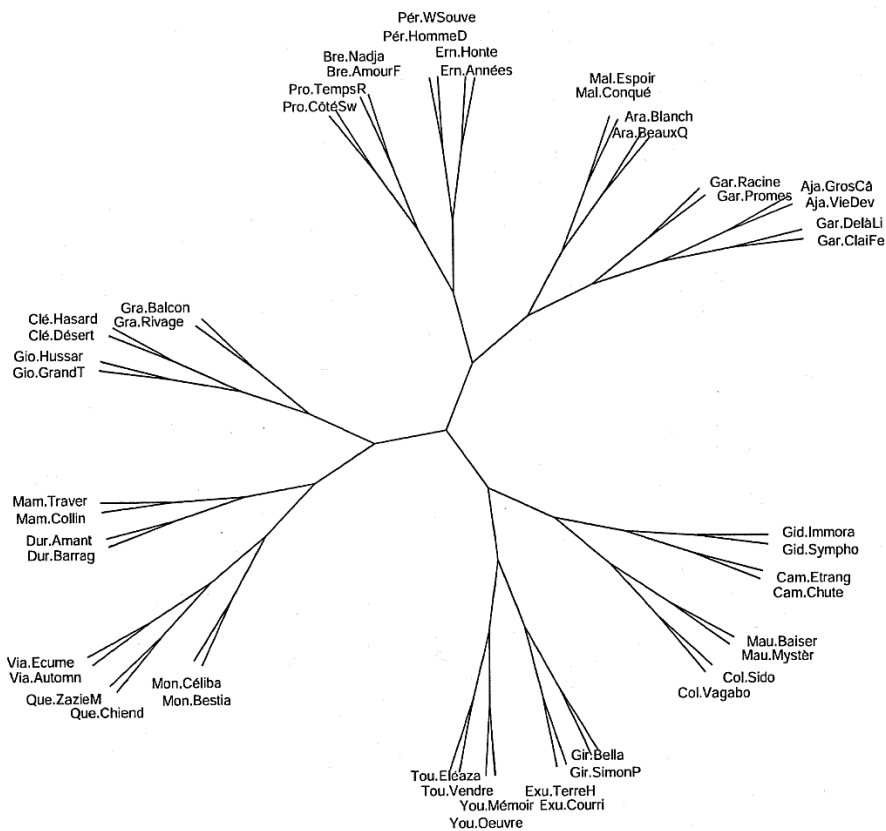 Pér.WSouve
Pér.HommeD
Ern.Honte
Ern.Années
Bre.Nadja
Bre.AmourF
Pro.TempsR
Pro.CôtéSw
Mal.Espoir
Mal.Conqué
Ara.Blanch
Ara.BeauxQ
Gar.Racine
Gar.Promes
Aja.GrosCâ
Aja.VieDev
Gar.DelàLi
Gar.ClaiFe
Gra.Balcon
Gra.Rivage
Clé.Hasard
Clé.Désert
Gio.Hussar
Gio.GrandT
Mam.Traver
Mam.Collin
Dur.Amant
Dur.Barrag
Gid.Immora
Gid.Sympho
Cam.Etrang
Cam.Chute
Mau.Baiser
Mau.Mystèr
Col.Sido
Col.Vagabo
Via.Ecume
Via.Automn
Que.ZazieM
Que.Chiend
Mon.Céliba
Mon.Bestia
Gir.Bella
Gir.SimonP
Tou.Eléaza
Tou.Vendre
You.Mémoir
You.Oeuvre
Exu.TerreH
Exu.Courri